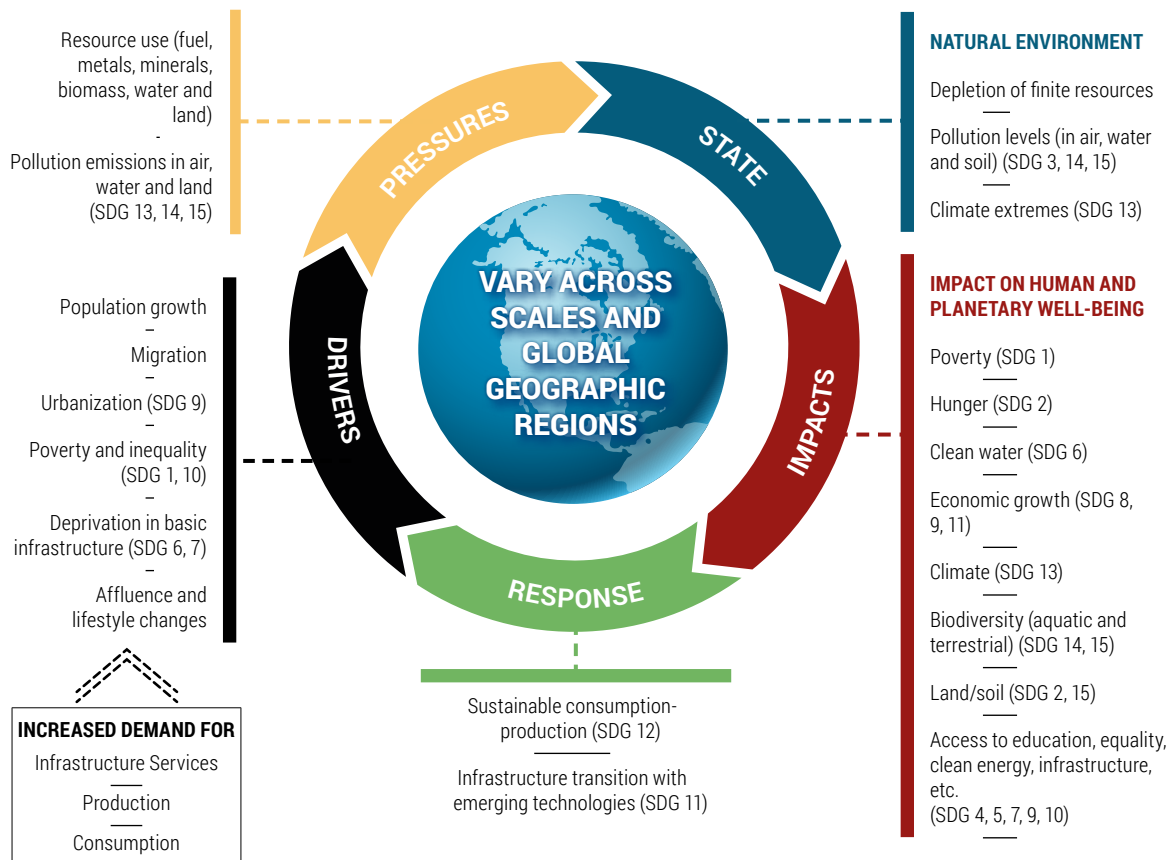 Resource use (fuel,
metals, minerals,
biomass, water and
land)
-
Pollution emissions in air,
water and land
(SDG 13, 14, 15)
Population growth
–
Migration
–
Urbanization (SDG 9)
–
Poverty and inequality
(SDG 1, 10)
–
Deprivation in basic
infrastructure (SDG 6, 7)
–
Affluence and
lifestyle changes
INCREASED DEMAND FOR
Infrastructure Services
Production
Consumption
PRESSURES
STATE
DRIVERS
IMPACTS
RESPONSE
VARY ACROSS
SCALES AND
GLOBAL
GEOGRAPHIC
REGIONS
Sustainable consumption-
production (SDG 12)
Infrastructure transition with
emerging technologies (SDG 11)
NATURAL ENVIRONMENT
Depletion of finite resources
Pollution levels (in air, water
and soil) (SDG 3, 14, 15)
Climate extremes (SDG 13)
IMPACT ON HUMAN AND
PLANETARY WELL-BEING
Poverty (SDG 1)
Hunger (SDG 2)
Clean water (SDG 6)
Economic growth (SDG 8,
9, 11)
Climate (SDG 13)
Biodiversity (aquatic and
terrestrial) (SDG 14, 15)
Land/soil (SDG 2, 15)
Access to education, equality,
clean energy, infrastructure,
etc.
(SDG 4, 5, 7, 9, 10)